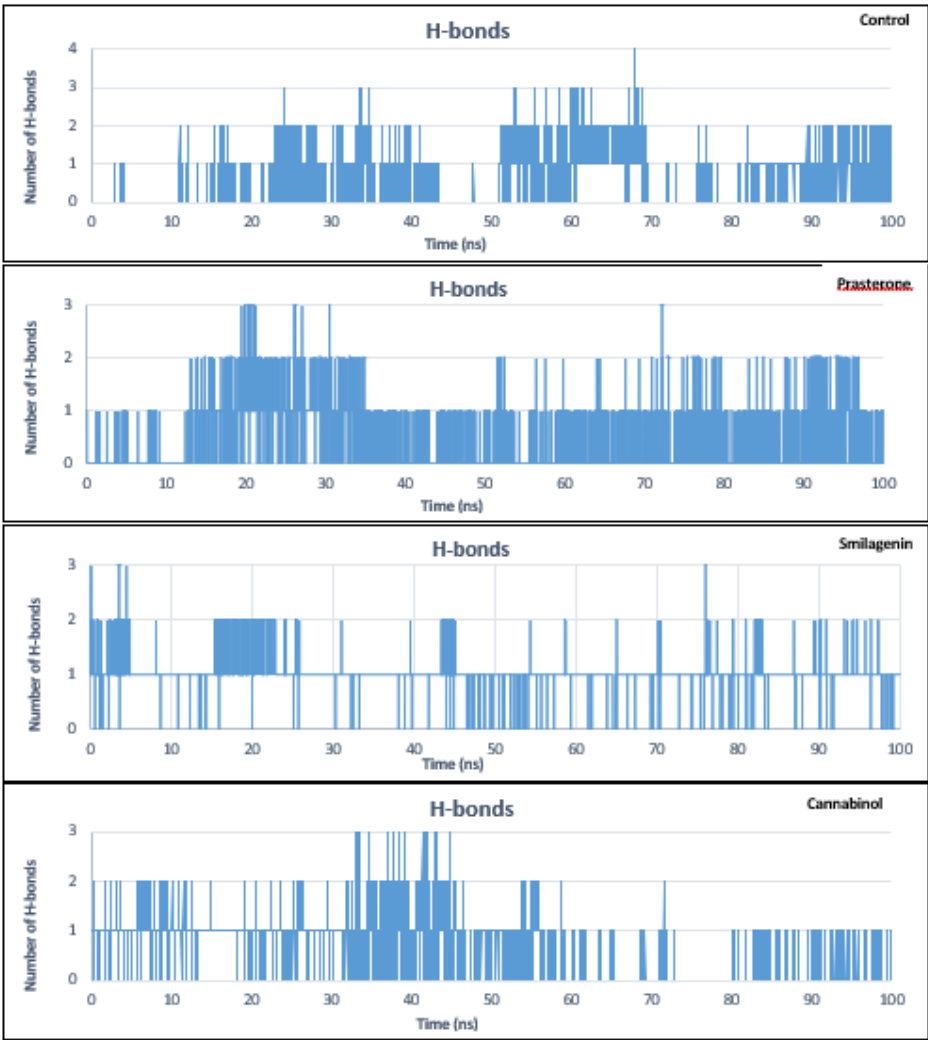 H-bonds
Control
Number of H-bonds
4
3
2
1
0
0 10 20 30 40 50 60 70 80 90 100
Time (ns)
H-bonds
Prasterone
Number of H-bonds
3
2
1
0
0 10 20 30 40 50 60 70 80 90 100
Time (ns)
H-bonds
Smilagenin
Number of H-bonds
3
2
1
0
0 10 20 30 40 50 60 70 80 90 100
Time (ns)
H-bonds
Cannabinol
Number of H-bonds
3
2
1
0
0 10 20 30 40 50 60 70 80 90 100
Time (ns)